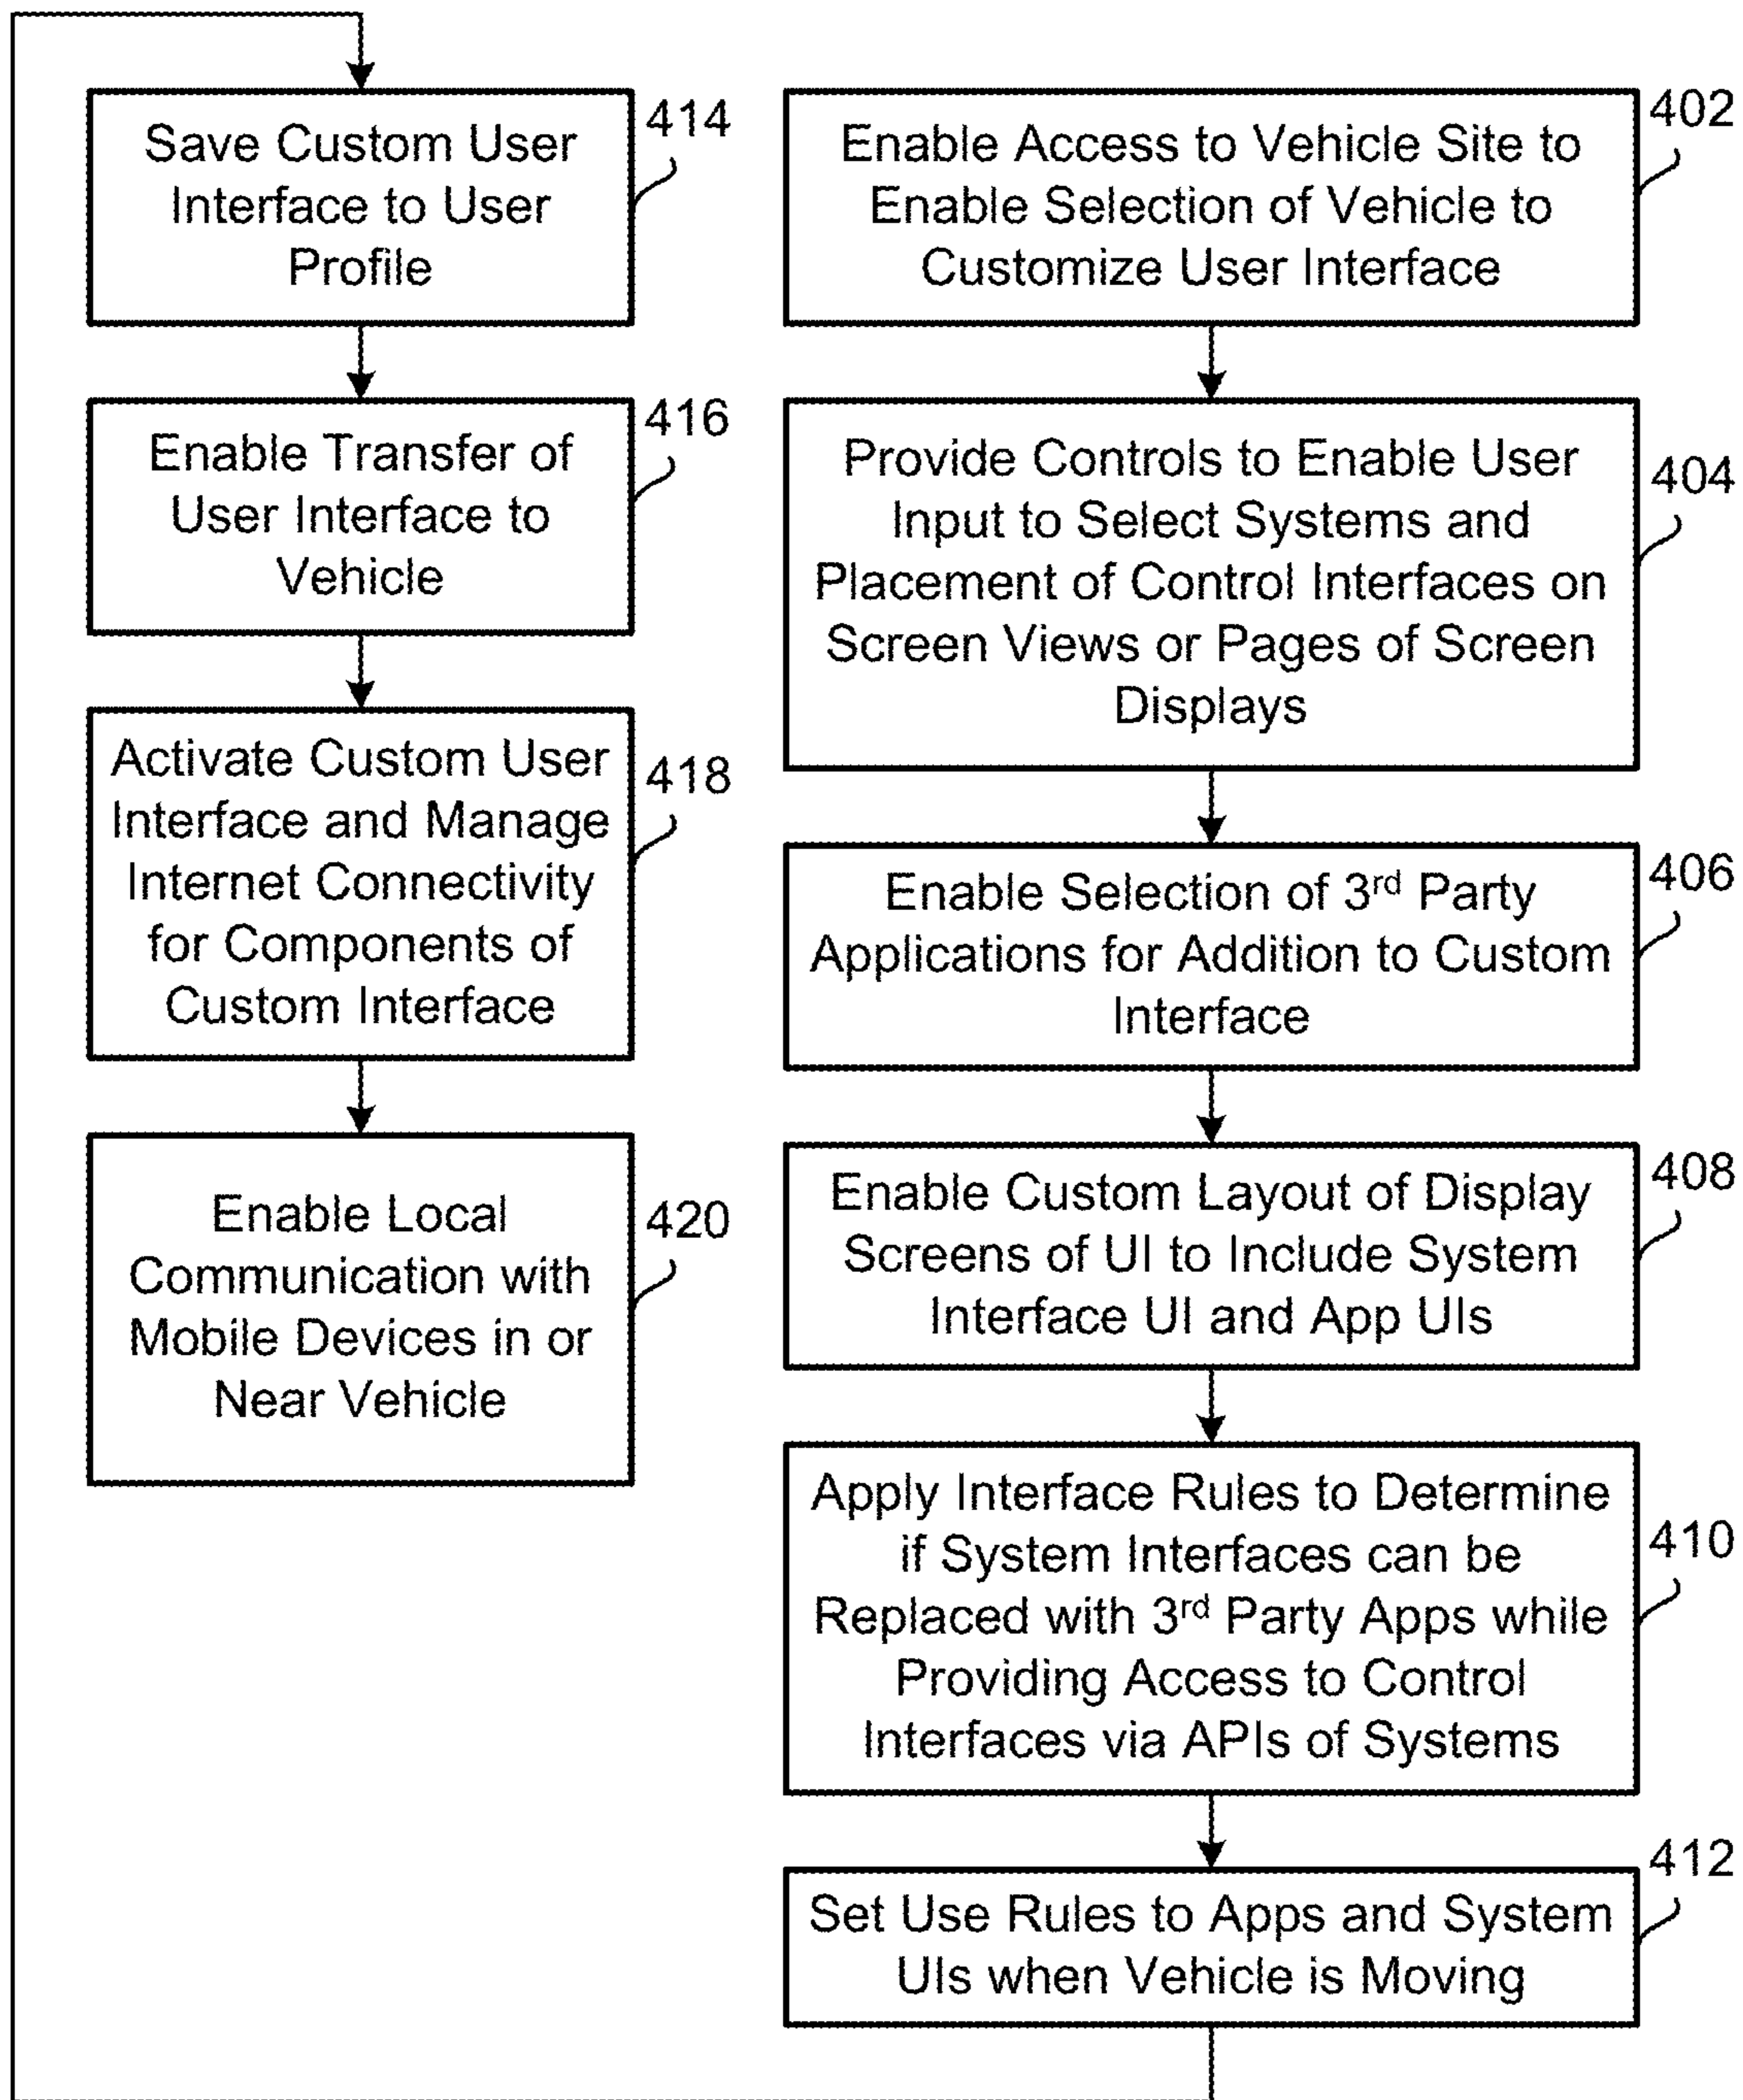 Save Custom User
Interface to User
Profile
414
Enable Transfer of
User Interface to
Vehicle
416
Activate Custom User
Interface and Manage
Internet Connectivity
for Components of
Custom Interface
418
Enable Local
Communication with
Mobile Devices in or
Near Vehicle
420
Enable Access to Vehicle Site to
Enable Selection of Vehicle to
Customize User Interface
402
Provide Controls to Enable User
Input to Select Systems and
Placement of Control Interfaces on
Screen Views or Pages of Screen
Displays
404
Enable Selection of 3rd Party
Applications for Addition to Custom
Interface
406
Enable Custom Layout of Display
Screens of UI to Include System
Interface UI and App UIs
408
Apply Interface Rules to Determine
if System Interfaces can be
Replaced with 3rd Party Apps while
Providing Access to Control
Interfaces via APIs of Systems
410
Set Use Rules to Apps and System
UIs when Vehicle is Moving
412